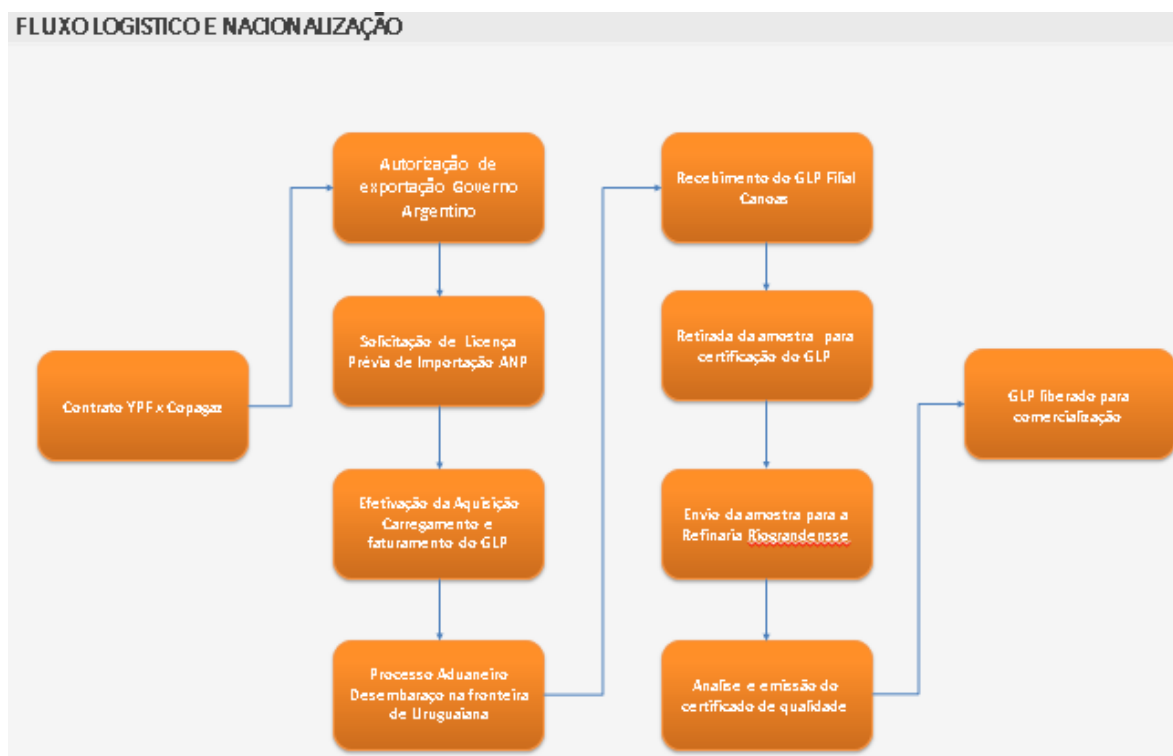 FLUXO LOGISTICO E NACIONALIZAÇÃO
Contrato YPF x Copagaz
Autorização de
exportação Governo
Argentino
Solicitação de Licença
Prévia de Importação ANP
Efetivação da Aquisição
Carregamento e
faturamento do GLP
Processo Aduaneiro
Desembaraço na fronteira
de Uruguaiana
Recebimento do GLP Filial
Canoas
Retirada da amostra para
certificação do GLP
Envio da amostra para a
Refinaria Riograndensse
Analise e emissão do
certificado de qualidade
GLP liberado para
comercialização